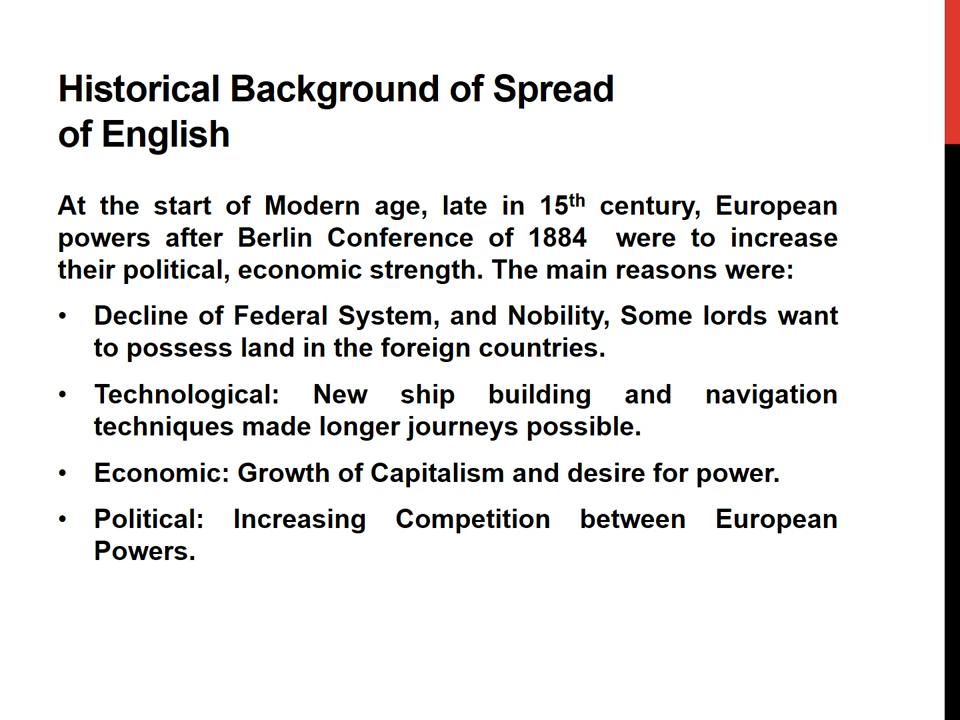 Historical Background of Spread
of English
At the start of Modern age, late in 15th century, European
powers after Berlin Conference of 1884 were to increase
their political, economic strength. The main reasons were:
• Decline of Federal System, and Nobility, Some lords want
to possess land in the foreign countries.
• Technological: New ship building and navigation
techniques made longer journeys possible.
• Economic: Growth of Capitalism and desire for power.
• Political: Increasing Competition between European
Powers.